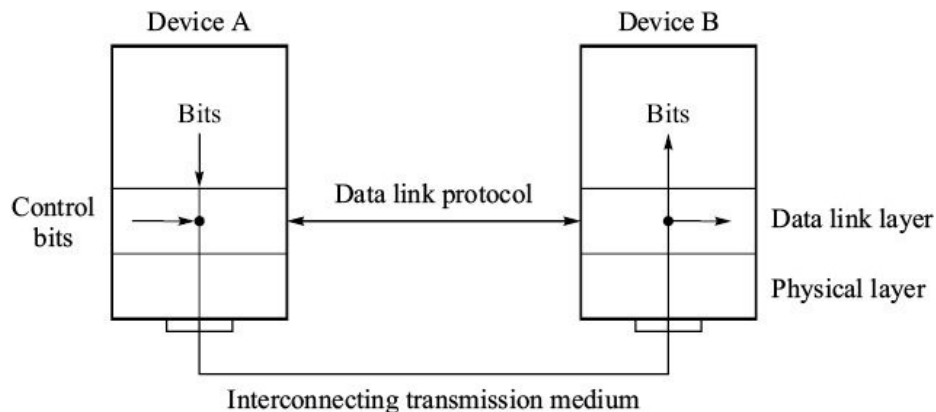 Device A
Device B
Bits
Bits
Control
bits
Data link protocol
Data link layer
Physical layer
Interconnecting transmission medium